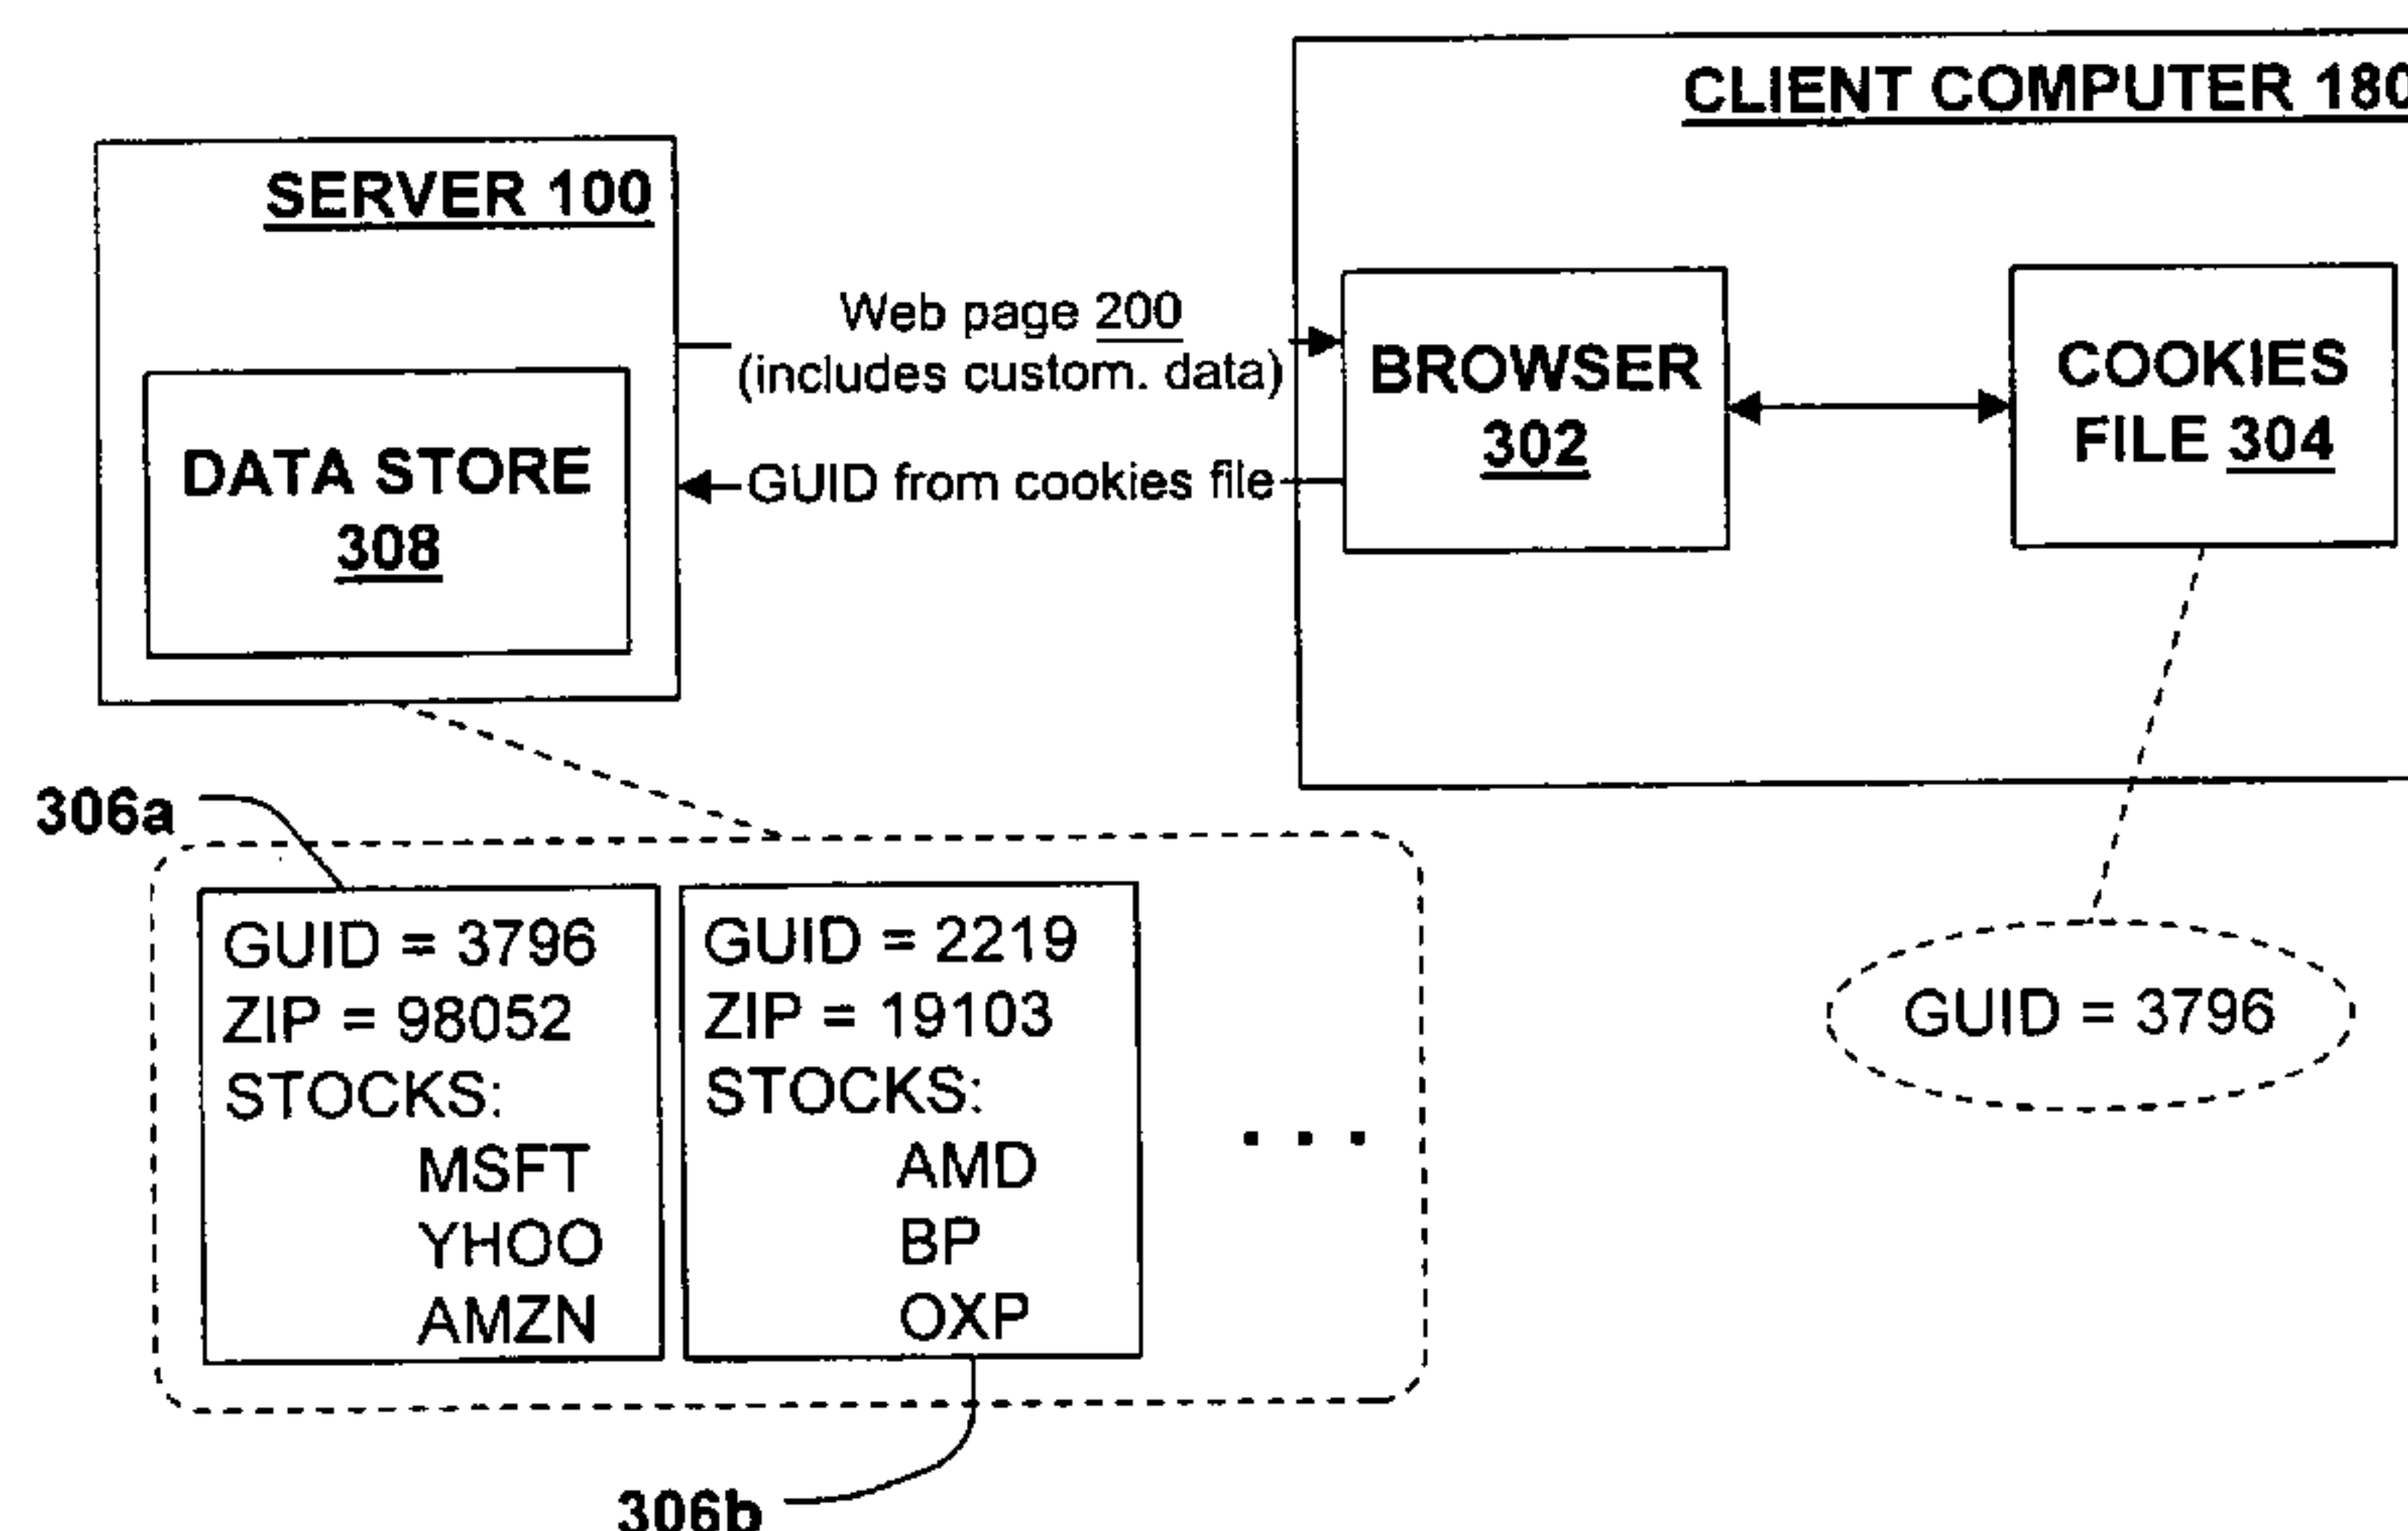 CLIENT COMPUTER 180
SERVER 100
Web page 200
(includes custom. data)
BROWSER
302
COOKIES
FILE 304
DATA STORE
308
GUID from cookies file
306a
GUID = 3796
ZIP = 98052
STOCKS:
MSFT
YHOO
AMZN
GUID = 2219
ZIP = 19103
STOCKS:
AMD
BP
OXP
. . .
GUID = 3796
306b